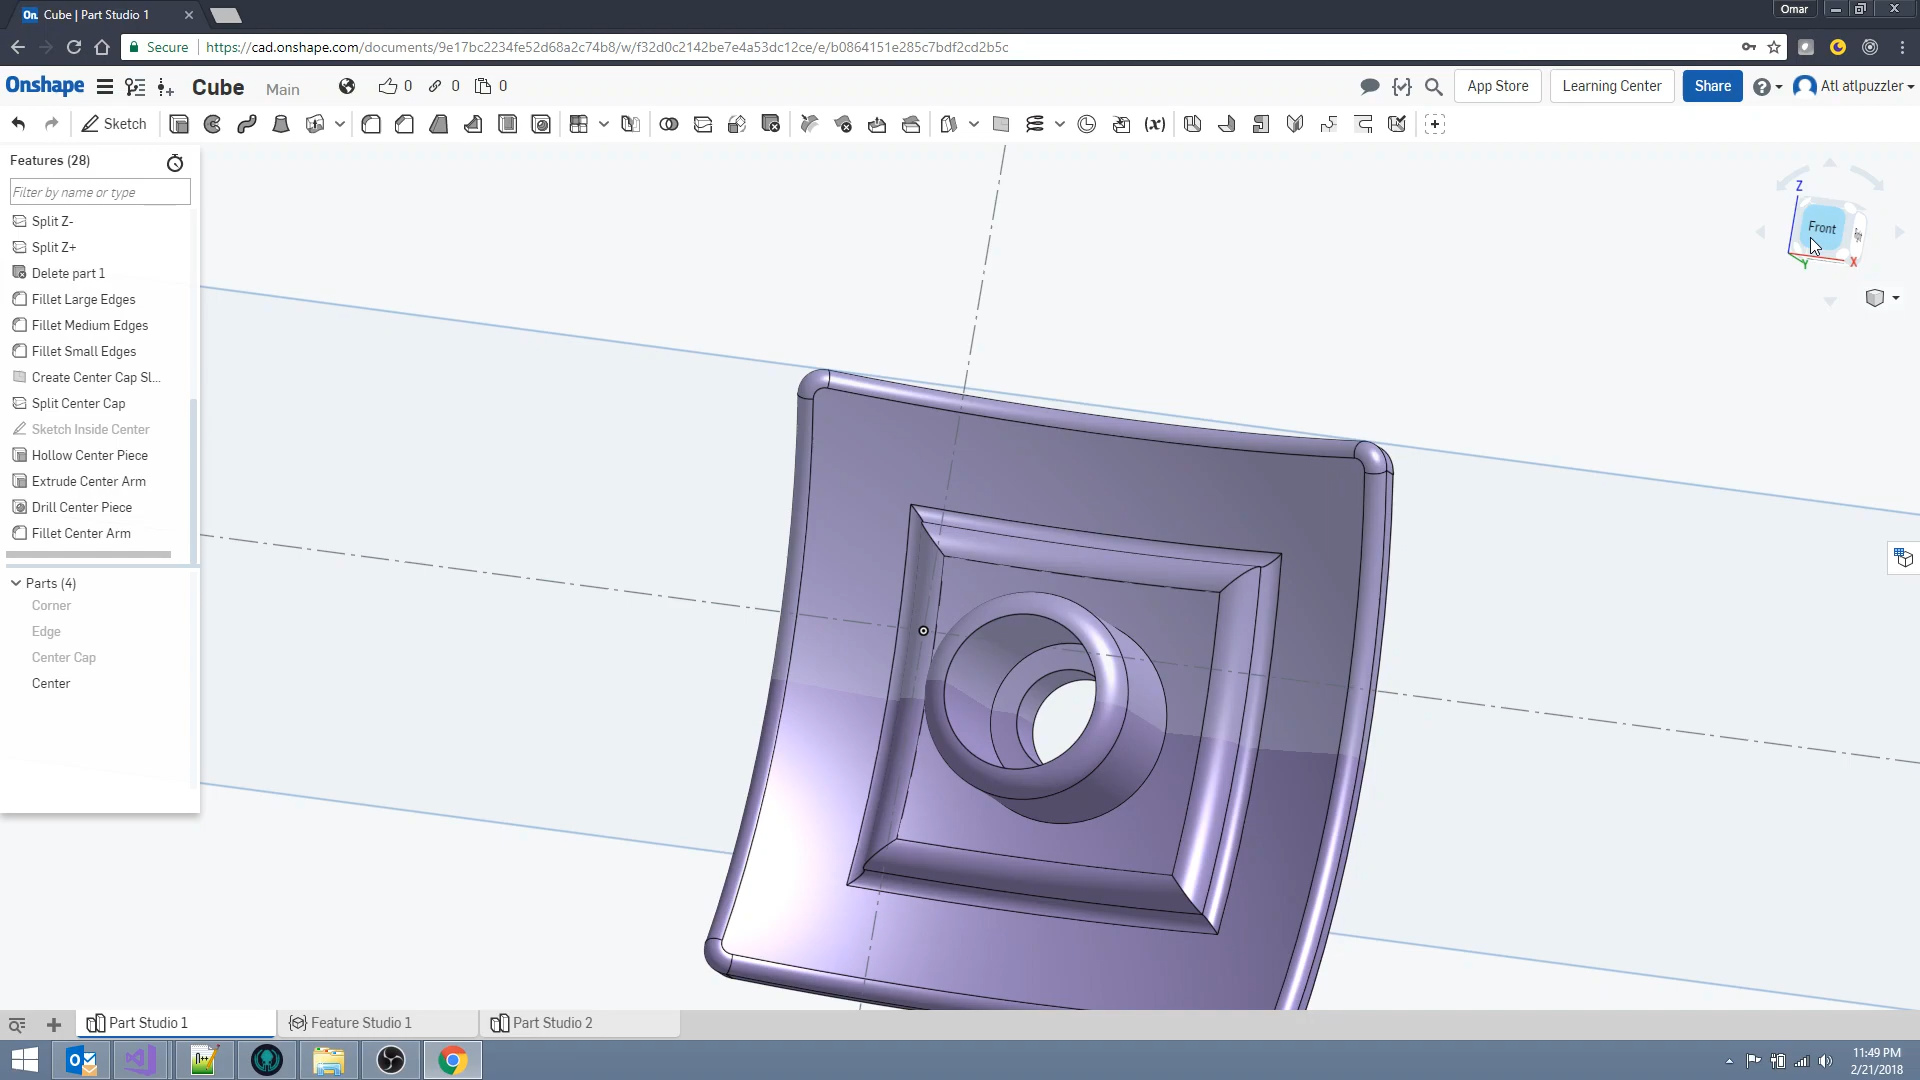 Cube | Part Studio 1
Omar
Secure
https://cad.onshape.com/documents/9e17bc2234fe52d68a2c74b8/w/f32d0c2142be7e4a53dc12ce/e/b0864151e285c7bdf2cd2b5c
Onshape
Cube
Main
0
0
0
App Store
Learning Center
Share
Atl atlpuzzler
Sketch
(x)
Features (28)
Filter by name or type
Split Z-
Split Z+
Delete part 1
Fillet Large Edges
Fillet Medium Edges
Fillet Small Edges
Create Center Cap Sl...
Split Center Cap
Sketch Inside Center
Hollow Center Piece
Extrude Center Arm
Drill Center Piece
Fillet Center Arm
Parts (4)
Corner
Edge
Center Cap
Center
Z
Front
Right
X
Y
Part Studio 1
Feature Studio 1
Part Studio 2
11:49 PM
2/21/2018